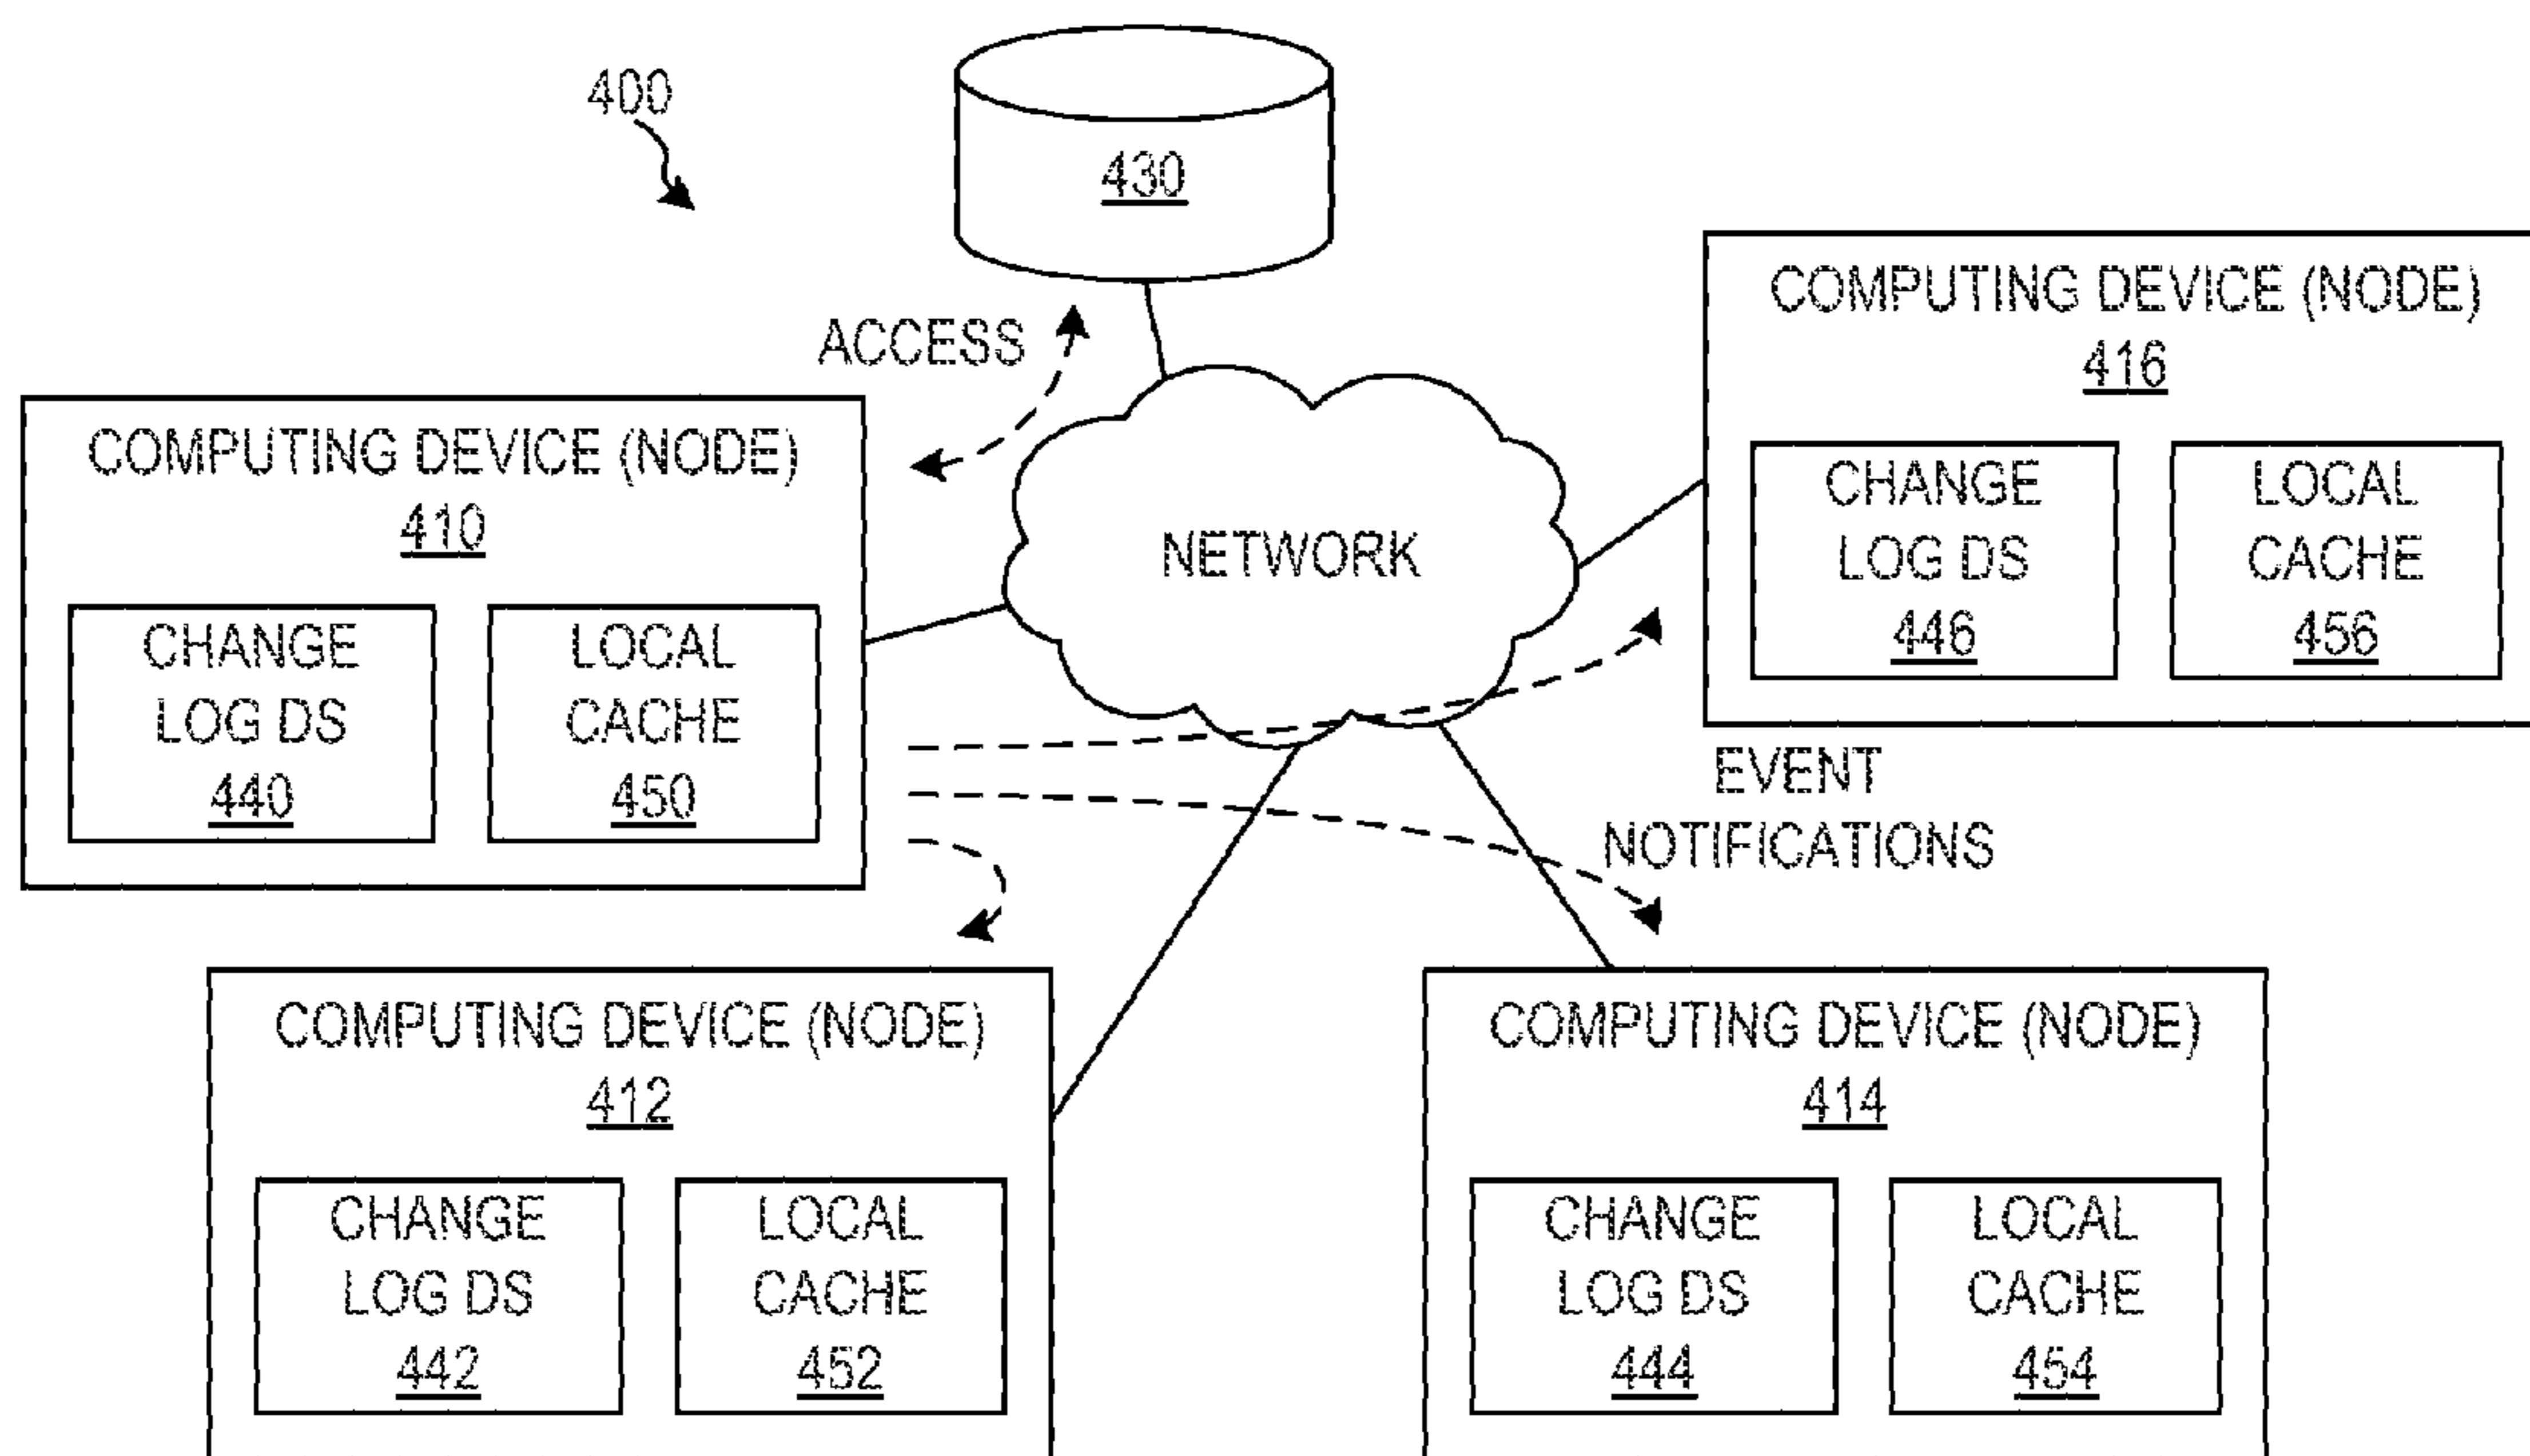 400
430
ACCESS
COMPUTING DEVICE (NODE)
416
CHANGE
LOG DS
446
LOCAL
CACHE
456
COMPUTING DEVICE (NODE)
410
CHANGE
LOG DS
440
LOCAL
CACHE
450
NETWORK
EVENT
NOTIFICATIONS
COMPUTING DEVICE (NODE)
412
CHANGE
LOG DS
442
LOCAL
CACHE
452
COMPUTING DEVICE (NODE)
414
CHANGE
LOG DS
444
LOCAL
CACHE
454